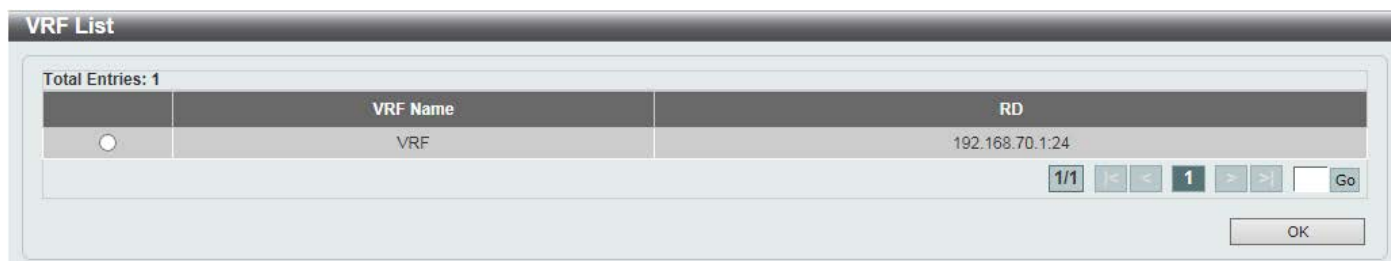 VRF List
Total Entries: 1
VRF Name RD
VRF 192.168.70.1:24
1/1 |< < 1 > >| Go
OK